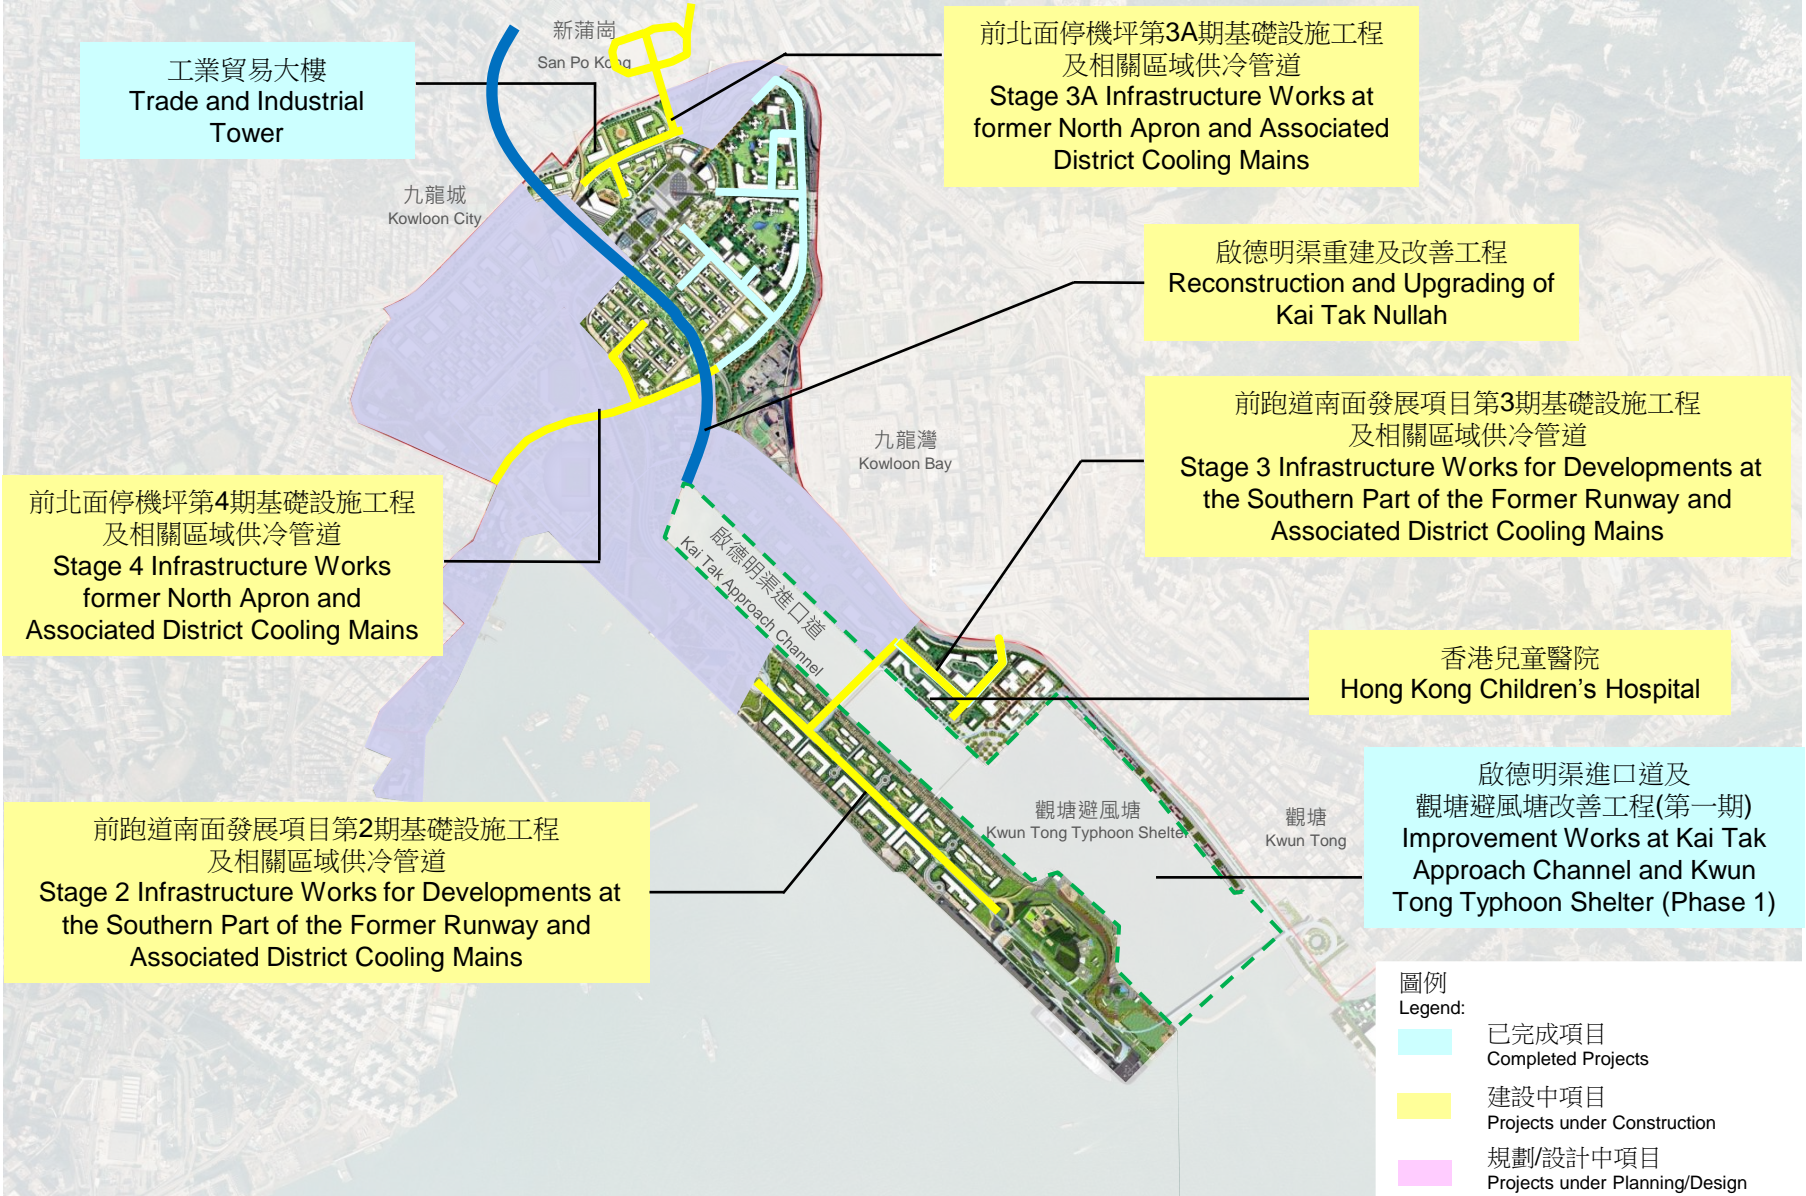 新蒲崗
San Po Kong
工業貿易大樓
Trade and Industrial
Tower
前北面停機坪第3A期基礎設施工程
及相關區域供冷管道
Stage 3A Infrastructure Works at
former North Apron and Associated
District Cooling Mains
九龍城
Kowloon City
啟德明渠重建及改善工程
Reconstruction and Upgrading of
Kai Tak Nullah
九龍灣
Kowloon Bay
前跑道南面發展項目第3期基礎設施工程
及相關區域供冷管道
Stage 3 Infrastructure Works for Developments at
the Southern Part of the Former Runway and
Associated District Cooling Mains
前北面停機坪第4期基礎設施工程
及相關區域供冷管道
Stage 4 Infrastructure Works
former North Apron and
Associated District Cooling Mains
啟德明渠進口道
Kai Tak Approach Channel
香港兒童醫院
Hong Kong Children’s Hospital
觀塘避風塘
Kwun Tong Typhoon Shelter
觀塘
Kwun Tong
啟德明渠進口道及
觀塘避風塘改善工程(第一期)
Improvement Works at Kai Tak
Approach Channel and Kwun
Tong Typhoon Shelter (Phase 1)
前跑道南面發展項目第2期基礎設施工程
及相關區域供冷管道
Stage 2 Infrastructure Works for Developments at
the Southern Part of the Former Runway and
Associated District Cooling Mains
圖例
Legend:
已完成項目
Completed Projects
建設中項目
Projects under Construction
規劃/設計中項目
Projects under Planning/Design